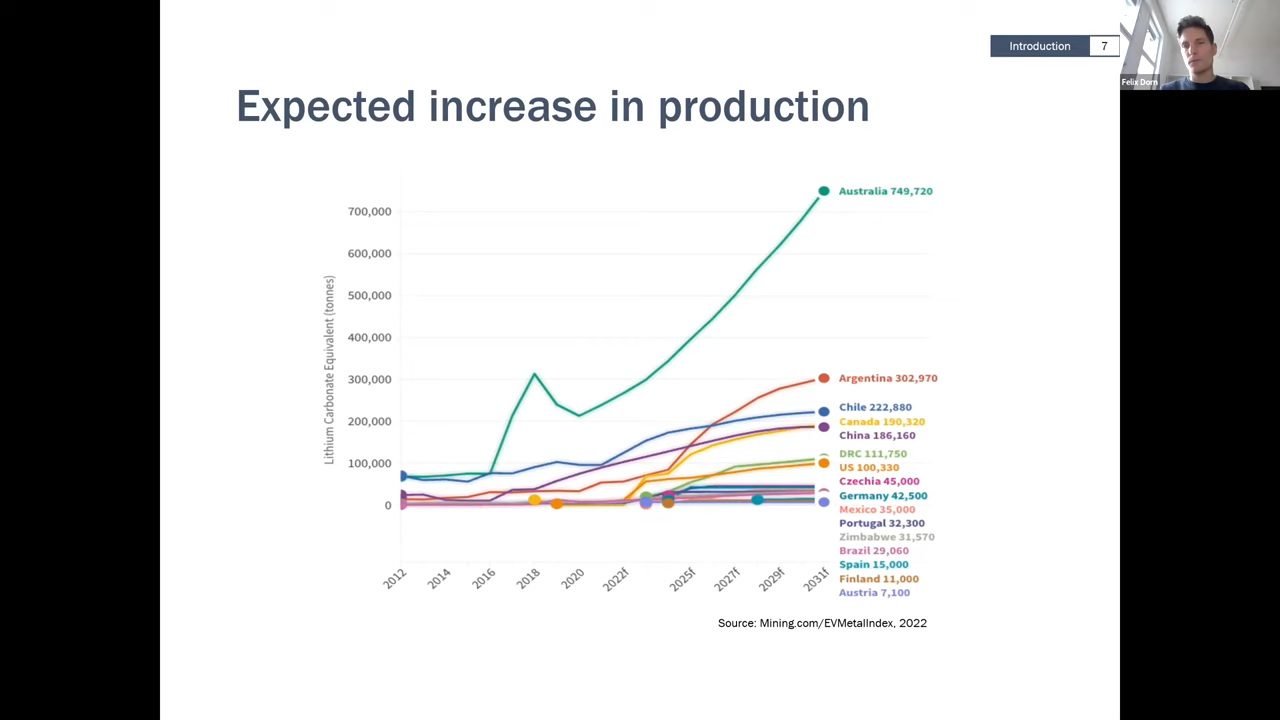 Introduction 7
Felix Dorn
Expected increase in production
Lithium Carbonate Equivalent (tonnes)
700,000
600,000
500,000
400,000
300,000
200,000
100,000
0
2012
2014
2016
2018
2020
2022f
2025f
2027f
2029f
2031f
Australia 749,720
Argentina 302,970
Chile 222,880
Canada 190,320
China 186,160
DRC 111,750
US 100,330
Czechia 45,000
Germany 42,500
Mexico 35,000
Portugal 32,300
Zimbabwe 31,570
Brazil 29,060
Spain 15,000
Finland 11,000
Austria 7,100
Source: Mining.com/EVMetalIndex, 2022